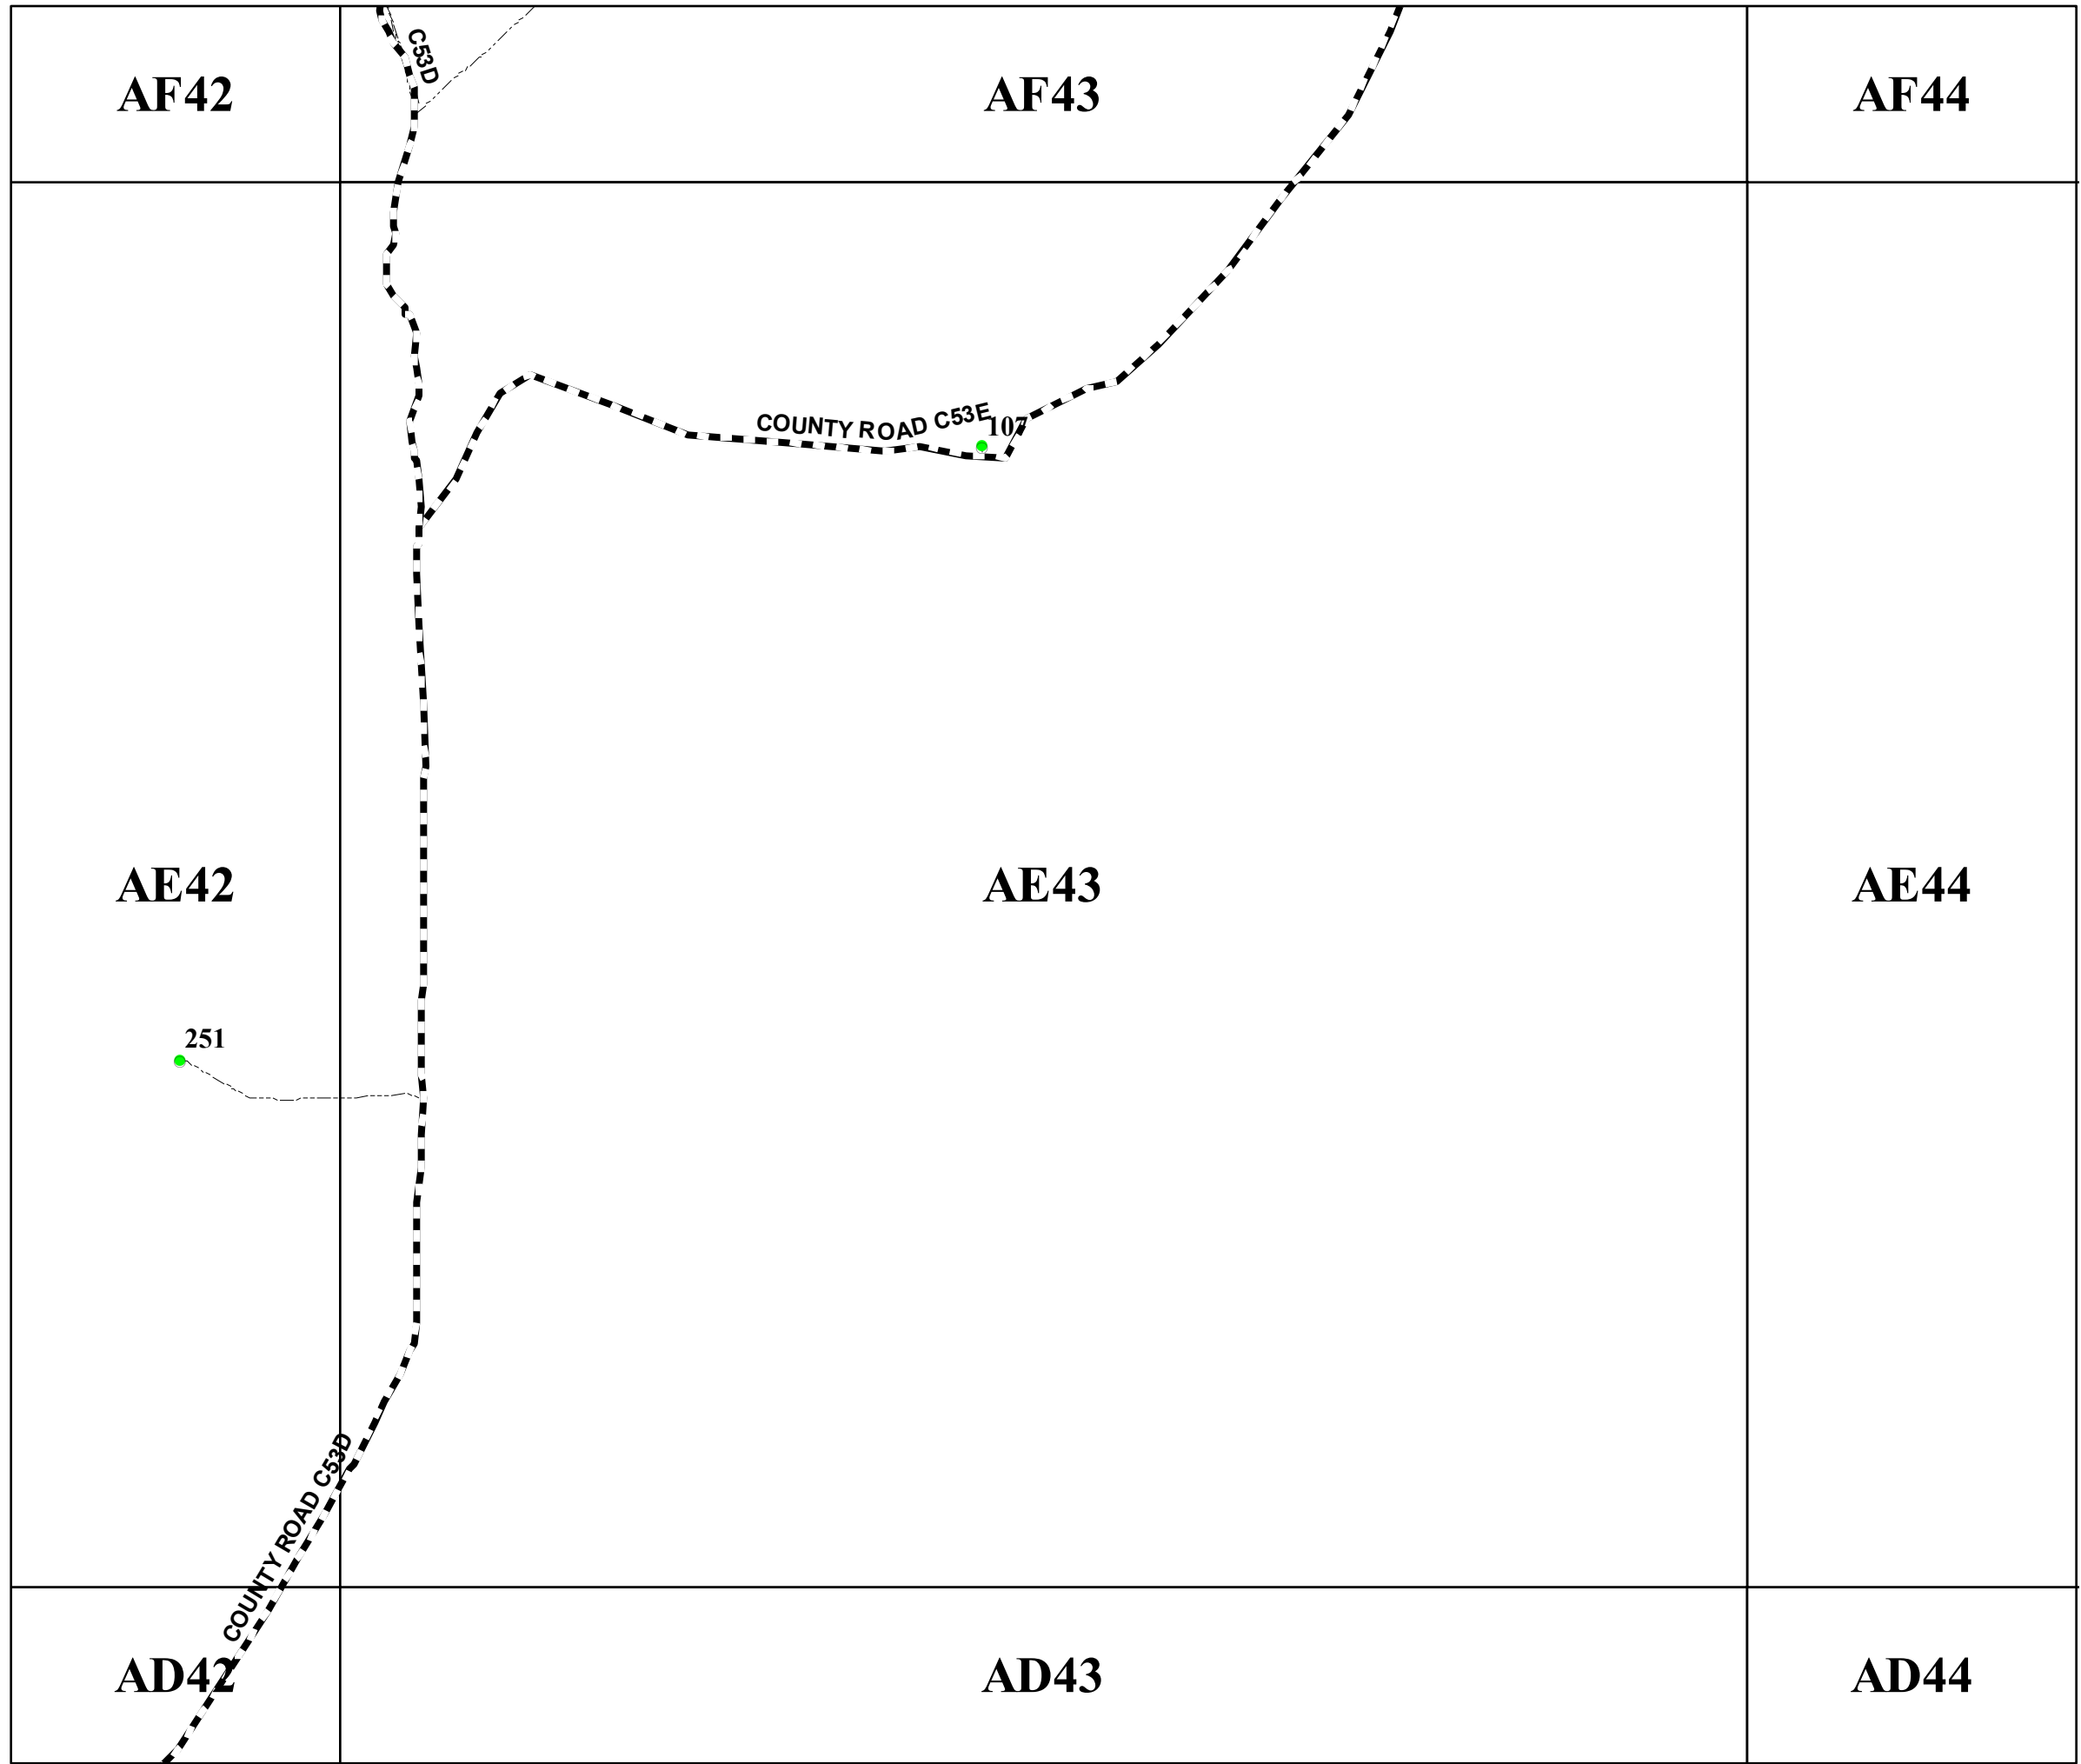 C53D
AF42
AF43
AF44
COUNTY ROAD C53E
107
AE42
AE43
AE44
251
COUNTY ROAD C53D
AD42
AD43
AD44